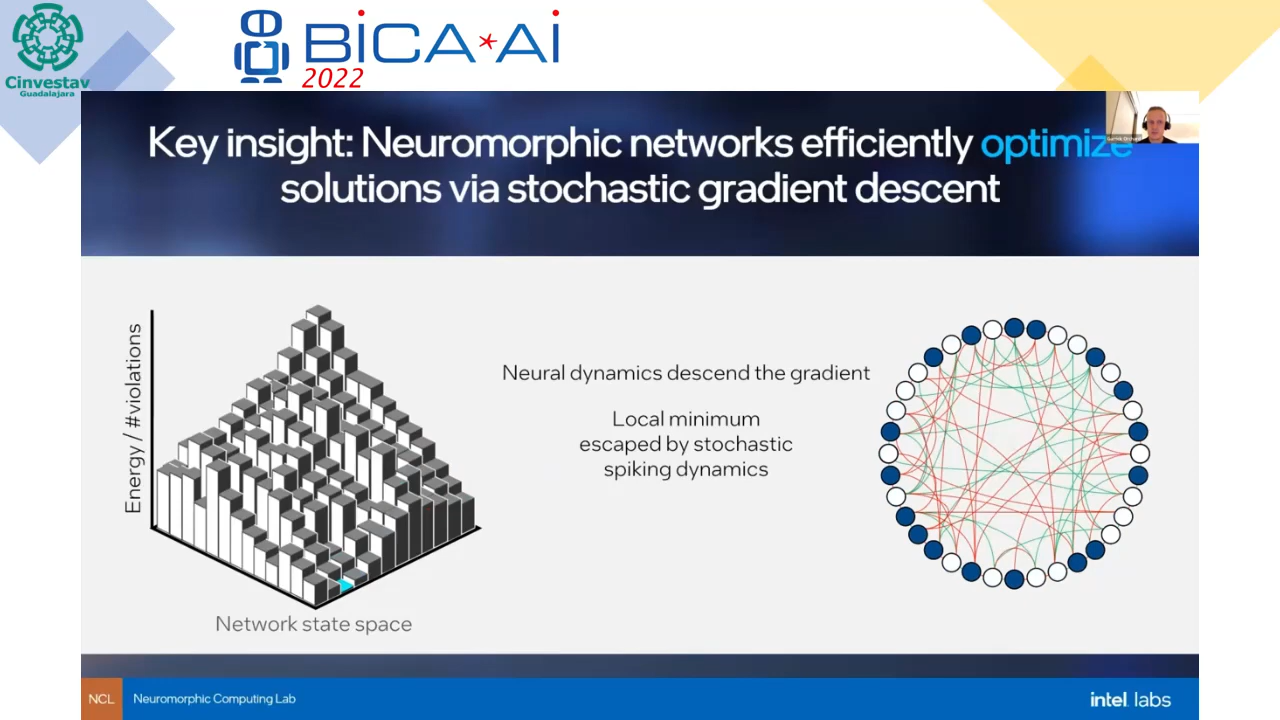 Cinvestav
Guadalajara
BiCA*Ai
2022
Key insight: Neuromorphic networks efficiently optimize
solutions via stochastic gradient descent
Energy / #violations
Network state space
Neural dynamics descend the gradient
Local minimum
escaped by stochastic
spiking dynamics
NCL
Neuromorphic Computing Lab
intel labs